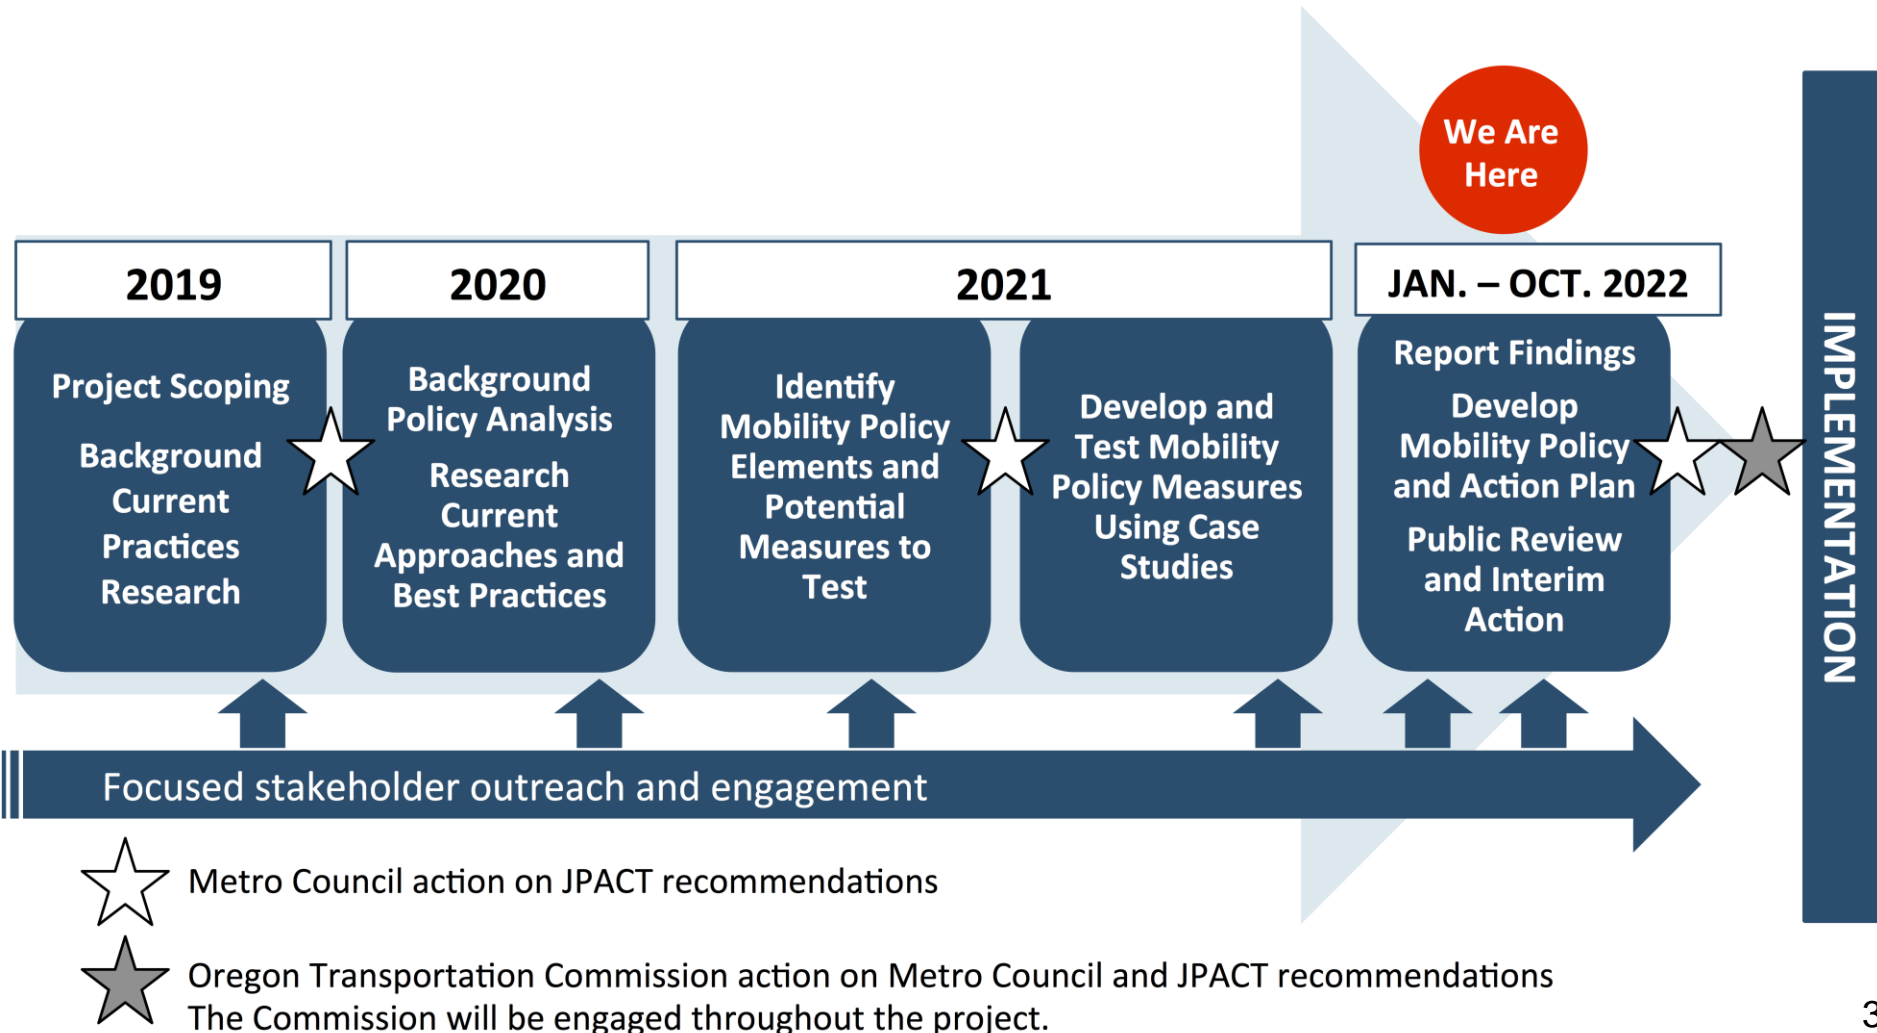 We Are
Here
2019
2020
2021
JAN. – OCT. 2022
Project Scoping
Background
Current
Practices
Research
Background
Policy Analysis
Research
Current
Approaches and
Best Practices
Identify
Mobility Policy
Elements and
Potential
Measures to
Test
Develop and
Test Mobility
Policy Measures
Using Case
Studies
Report Findings
Develop
Mobility Policy
and Action Plan
Public Review
and Interim
Action
IMPLEMENTATION
Focused stakeholder outreach and engagement
Metro Council action on JPACT recommendations
Oregon Transportation Commission action on Metro Council and JPACT recommendations
The Commission will be engaged throughout the project.
3